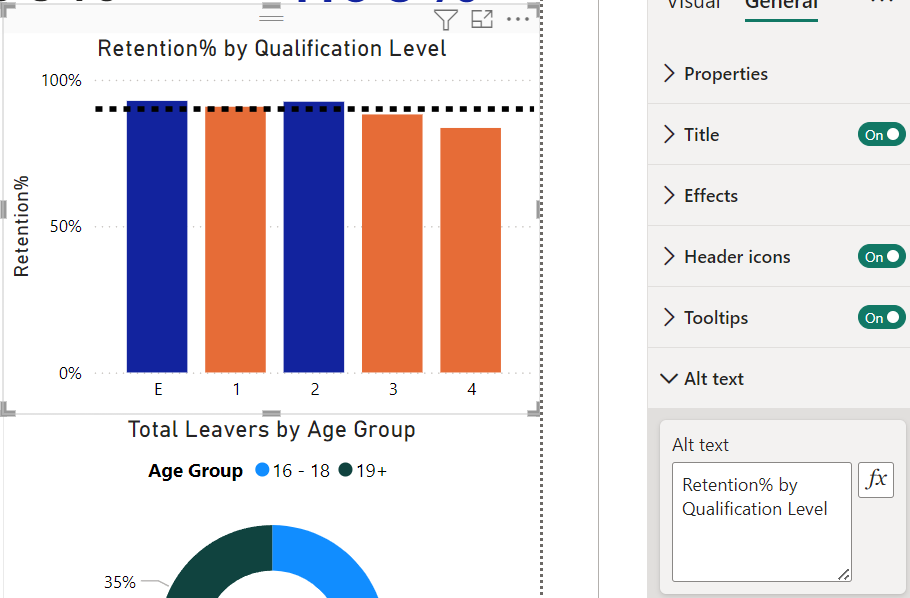 Visual General
Retention% by Qualification Level
100%
50%
0%
Retention%
E 1 2 3 4
Total Leavers by Age Group
Age Group 16 - 18 19+
35%
Properties
Title On
Effects
Header icons On
Tooltips On
Alt text
Alt text
Retention% by
Qualification Level
fx